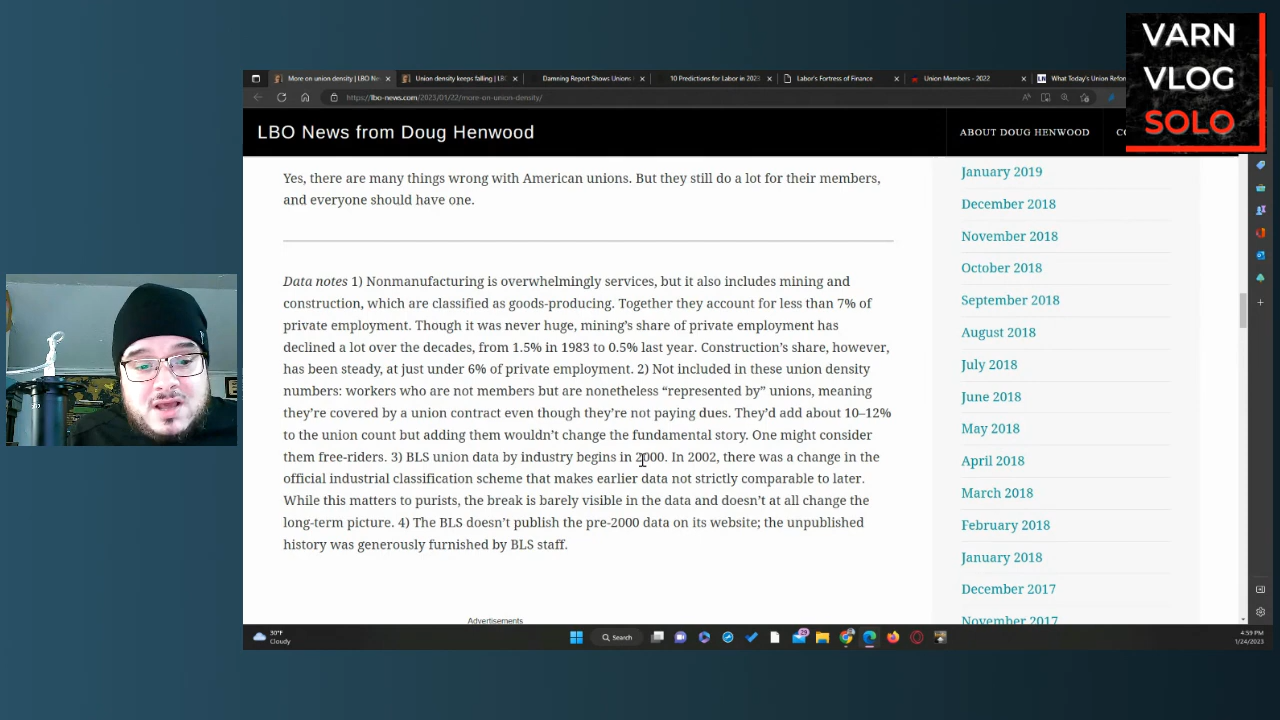 VARN
VLOG
SOLO
More on union density | LBO Ne
Union density keeps falling | LBO
Damning Report Shows Unions
10 Predictions for Labor in 2023
Labor's Fortress of Finance
Union Members - 2022
What Today's Union Refor
https://lbo-news.com/2023/01/22/more-on-union-density/
LBO News from Doug Henwood
ABOUT DOUG HENWOOD
Yes, there are many things wrong with American unions. But they still do a lot for their members,
and everyone should have one.
Data notes 1) Nonmanufacturing is overwhelmingly services, but it also includes mining and
construction, which are classified as goods-producing. Together they account for less than 7% of
private employment. Though it was never huge, mining's share of private employment has
declined a lot over the decades, from 1.5% in 1983 to 0.5% last year. Construction's share, however,
has been steady, at just under 6% of private employment. 2) Not included in these union density
numbers: workers who are not members but are nonetheless “represented by” unions, meaning
they're covered by a union contract even though they're not paying dues. They'd add about 10–12%
to the union count but adding them wouldn't change the fundamental story. One might consider
them free-riders. 3) BLS union data by industry begins in 2000. In 2002, there was a change in the
official industrial classification scheme that makes earlier data not strictly comparable to later.
While this matters to purists, the break is barely visible in the data and doesn't at all change the
long-term picture. 4) The BLS doesn't publish the pre-2000 data on its website; the unpublished
history was generously furnished by BLS staff.
Advertisements
January 2019
December 2018
November 2018
October 2018
September 2018
August 2018
July 2018
June 2018
May 2018
April 2018
March 2018
February 2018
January 2018
December 2017
November 2017
30°F
Cloudy
Search
4:59 PM
1/24/2023